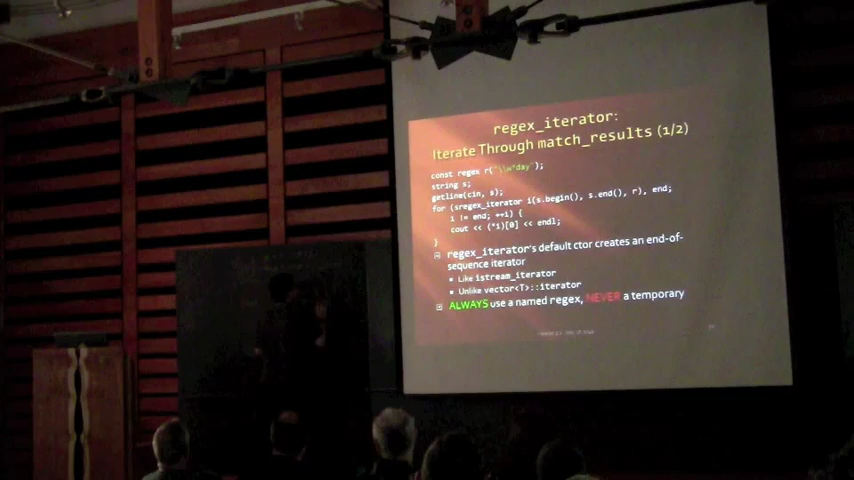 regex_iterator:
Iterate Through match_results (1/2)
const regex r("\\w*day");
string s;
getline(cin, s);
for (sregex_iterator i(s.begin(), s.end(), r), end;
i != end; ++i) {
cout << (*i)[0] << endl;
}
regex_iterator's default ctor creates an end-of-
sequence iterator
Like istream_iterator
Unlike vector<T>::iterator
ALWAYS use a named regex, NEVER a temporary